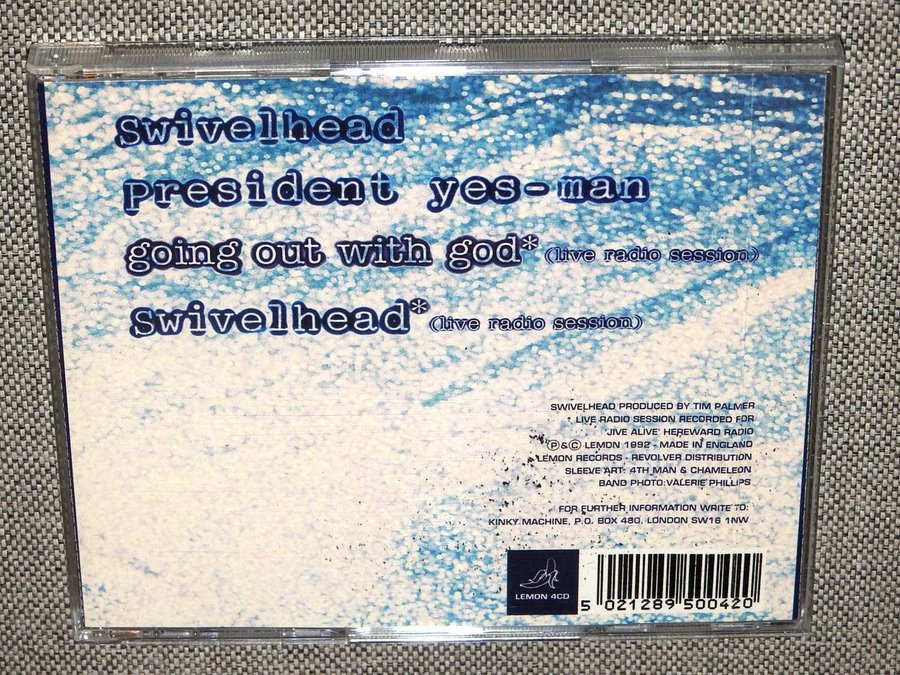 swivelhead
president yes-man
going out with god* (live radio session)
swivelhead* (live radio session)
SWIVELHEAD PRODUCED BY TIM PALMER
LIVE RADIO SESSION RECORDED FOR
'JIVE ALIVE' HEREWARD RADIO
Ⓟ&© LEMON 1992 - MADE IN ENGLAND
LEMON RECORDS - REVOLVER DISTRIBUTION
SLEEVE ART: 4TH MAN & CHAMELEON
BAND PHOTO:VALERIE PHILLIPS
FOR FURTHER INFORMATION WRITE TO:
KINKY MACHINE, P.O. BOX 480, LONDON SW16 1NW
LEMON 4CD
5 021289 500420